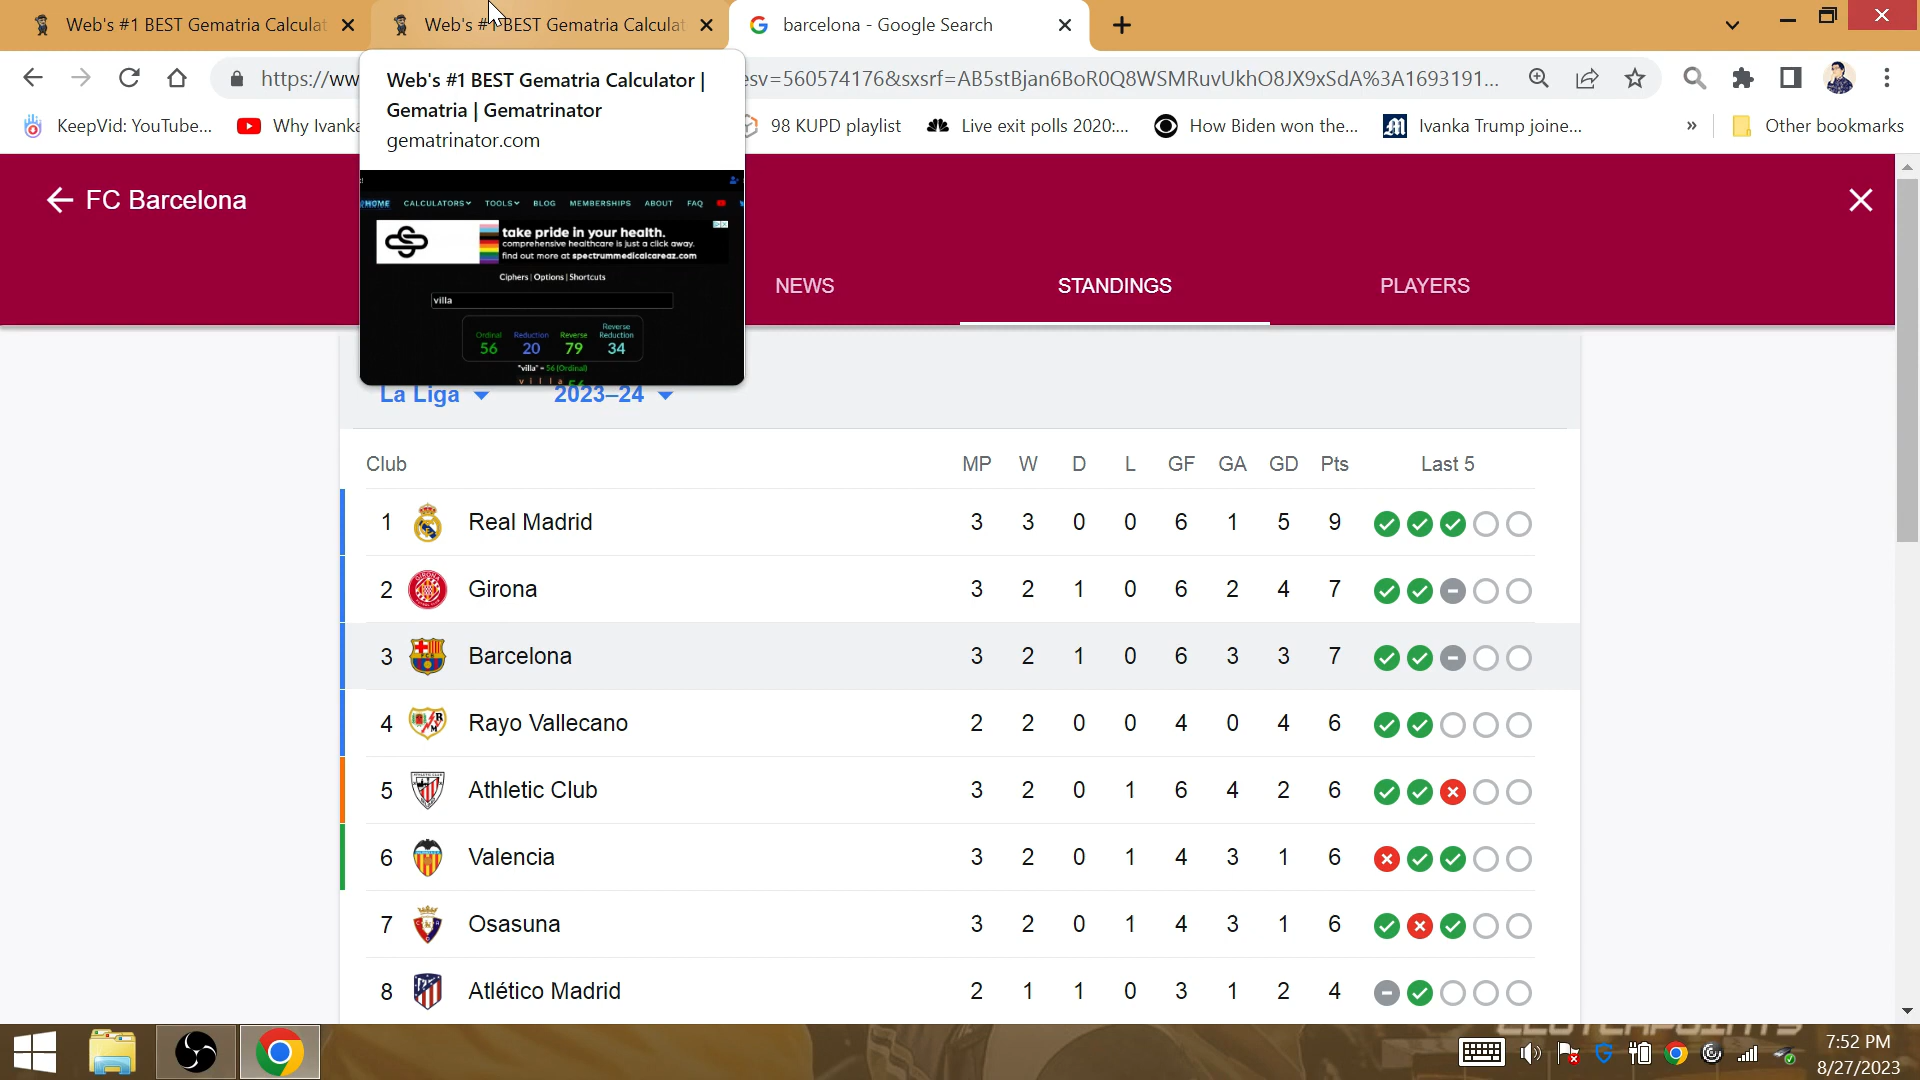 Web's #1 BEST Gematria Calculat
Web's #1 BEST Gematria Calculat
barcelona - Google Search
https://ww
esv=560574176&sxsrf=AB5stBjan6BoR0Q8WSMRuvUkhO8JX9xSdA%3A1693191...
Web's #1 BEST Gematria Calculator |
Gematria | Gematrinator
gematrinator.com
KeepVid: YouTube...
Why Ivanka
98 KUPD playlist
Live exit polls 2020:...
How Biden won the...
Ivanka Trump joine...
»
Other bookmarks
FC Barcelona
HOME CALCULATORS TOOLS BLOG MEMBERSHIPS ABOUT FAQ
take pride in your health.
comprehensive healthcare is just a click away.
find out more at spectrummedicalcareaz.com
Ciphers | Options | Shortcuts
villa
Ordinal Reduction Reverse Reverse Reduction
56 20 79 34
"villa" = 56 (Ordinal)
v i l l a 56
NEWS
STANDINGS
PLAYERS
La Liga
2023–24
Club MP W D L GF GA GD Pts Last 5
1 Real Madrid 3 3 0 0 6 1 5 9
2 Girona 3 2 1 0 6 2 4 7
3 Barcelona 3 2 1 0 6 3 3 7
4 Rayo Vallecano 2 2 0 0 4 0 4 6
5 Athletic Club 3 2 0 1 6 4 2 6
6 Valencia 3 2 0 1 4 3 1 6
7 Osasuna 3 2 0 1 4 3 1 6
8 Atlético Madrid 2 1 1 0 3 1 2 4
CLUTCHPOINTS
7:52 PM
8/27/2023